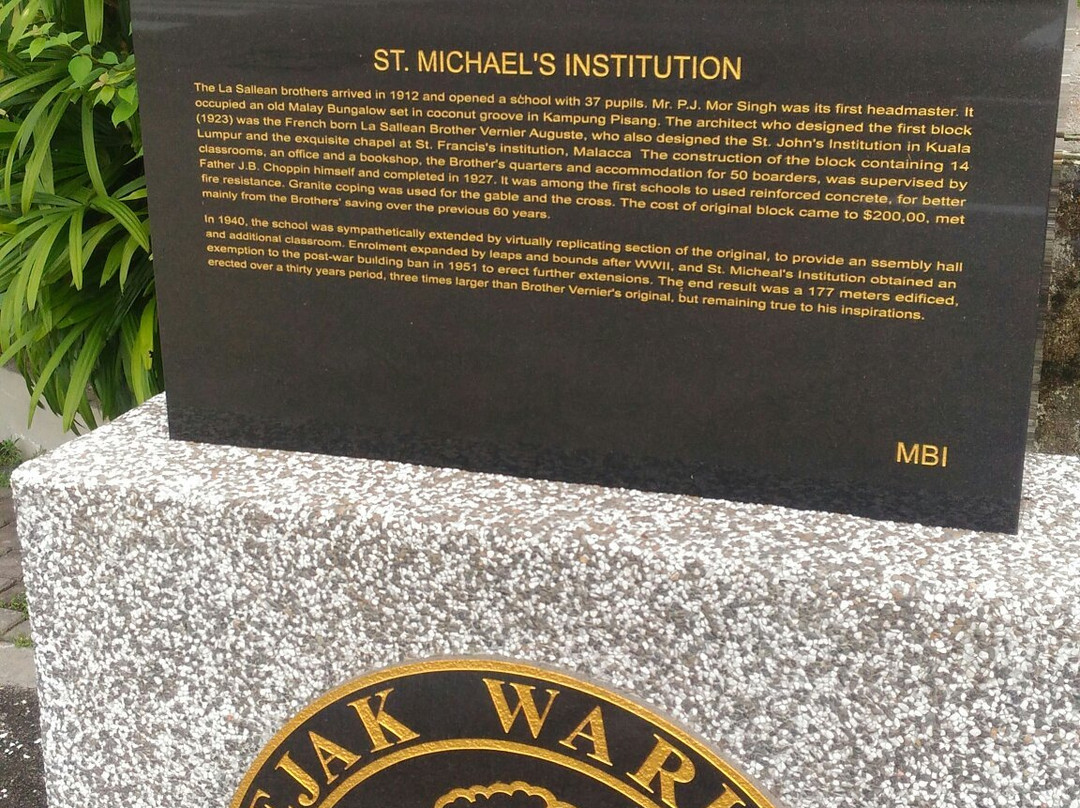 ST. MICHAEL'S INSTITUTION
The La Sallean brothers arrived in 1912 and opened a school with 37 pupils. Mr. P.J. Mor Singh was its first headmaster. It
occupied an old Malay Bungalow set in coconut groove in Kampung Pisang. The architect who designed the first block
(1923) was the French born La Sallean Brother Vernier Auguste, who also designed the St. John's Institution in Kuala
Lumpur and the exquisite chapel at St. Francis's institution, Malacca The construction of the block containing 14
classrooms, an office and a bookshop, the Brother's quarters and accommodation for 50 boarders, was supervised by
Father J.B. Choppin himself and completed in 1927. It was among the first schools to used reinforced concrete, for better
fire resistance. Granite coping was used for the gable and the cross. The cost of original block came to $200,00, met
mainly from the Brothers' saving over the previous 60 years.
In 1940, the school was sympathetically extended by virtually replicating section of the original, to provide an ssembly hall
and additional classroom. Enrolment expanded by leaps and bounds after WWII, and St. Micheal's Institution obtained an
exemption to the post-war building ban in 1951 to erect further extensions. The end result was a 177 meters edificed,
erected over a thirty years period, three times larger than Brother Vernier's original, but remaining true to his inspirations.
MBI
EJAK WARI